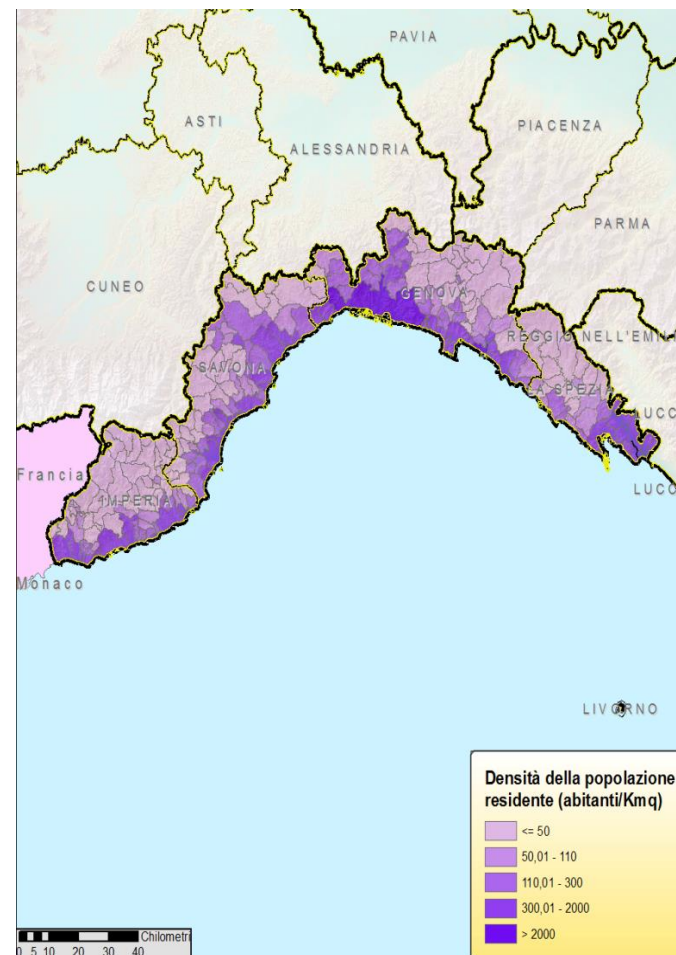 PAVIA
ASTI
PIACENZA
ALESSANDRIA
PARMA
CUNEO
GENOVA
REGGIO NELL'EMIL
SAVONA
LA SPEZIA
LUCC
Francia
LUCC
IMPERIA
Monaco
LIVORNO
Densità della popolazione
residente (abitanti/Kmq)
<= 50
50,01 - 110
110,01 - 300
300,01 - 2000
> 2000
Chilometri
0 5 10 20 30 40